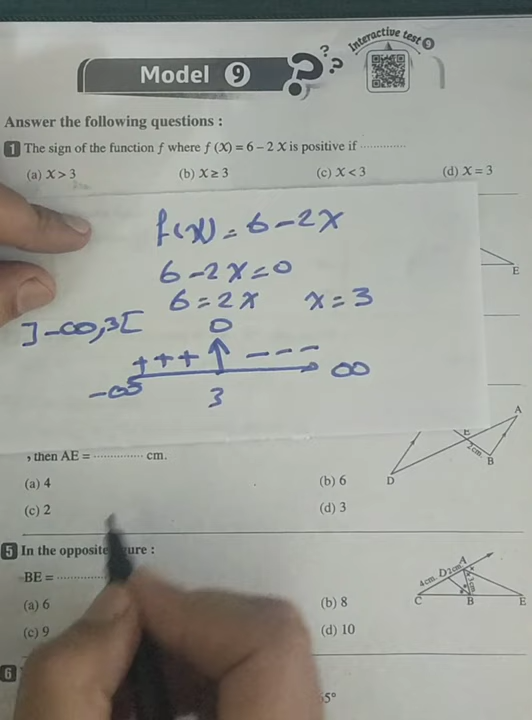 Interactive test 9
Model 9
Answer the following questions :
1 The sign of the function f where f (X) = 6 – 2 X is positive if ··············
(a) X > 3 (b) X ≥ 3 (c) X < 3 (d) X = 3
f(x) = 6 – 2x
6 – 2x = 0
6 = 2x x = 3
]-∞,3[ 0
+++ ---
-∞ 3 ∞
E
A
E
2cm.
B
D
, then AE = ·············· cm.
(a) 4 (b) 6
(c) 2 (d) 3
5 In the opposite figure :
BE = ··············
(a) 6 (b) 8
(c) 9 (d) 10
A
D 2cm.
4cm.
3cm.
C B E
6
5°